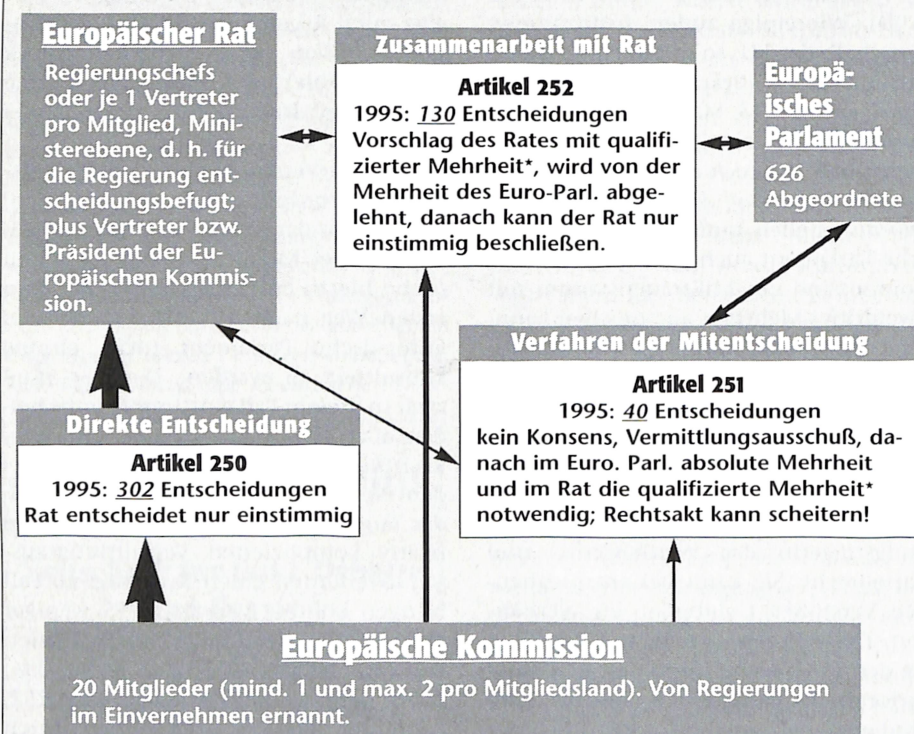 Europäischer Rat
Regierungschefs
oder je 1 Vertreter
pro Mitglied, Mini-
sterebene, d. h. für
die Regierung ent-
scheidungsbefugt;
plus Vertreter bzw.
Präsident der Eu-
ropäischen Kommis-
sion.
Zusammenarbeit mit Rat
Artikel 252
1995: 130 Entscheidungen
Vorschlag des Rates mit qualifi-
zierter Mehrheit*, wird von der
Mehrheit des Euro-Parl. abge-
lehnt, danach kann der Rat nur
einstimmig beschließen.
Europä-
isches
Parlament
626
Abgeordnete
Direkte Entscheidung
Artikel 250
1995: 302 Entscheidungen
Rat entscheidet nur einstimmig
Verfahren der Mitentscheidung
Artikel 251
1995: 40 Entscheidungen
kein Konsens, Vermittlungsausschuß, da-
nach im Euro. Parl. absolute Mehrheit
und im Rat die qualifizierte Mehrheit*
notwendig; Rechtsakt kann scheitern!
Europäische Kommission
20 Mitglieder (mind. 1 und max. 2 pro Mitgliedsland). Von Regierungen
im Einvernehmen ernannt.